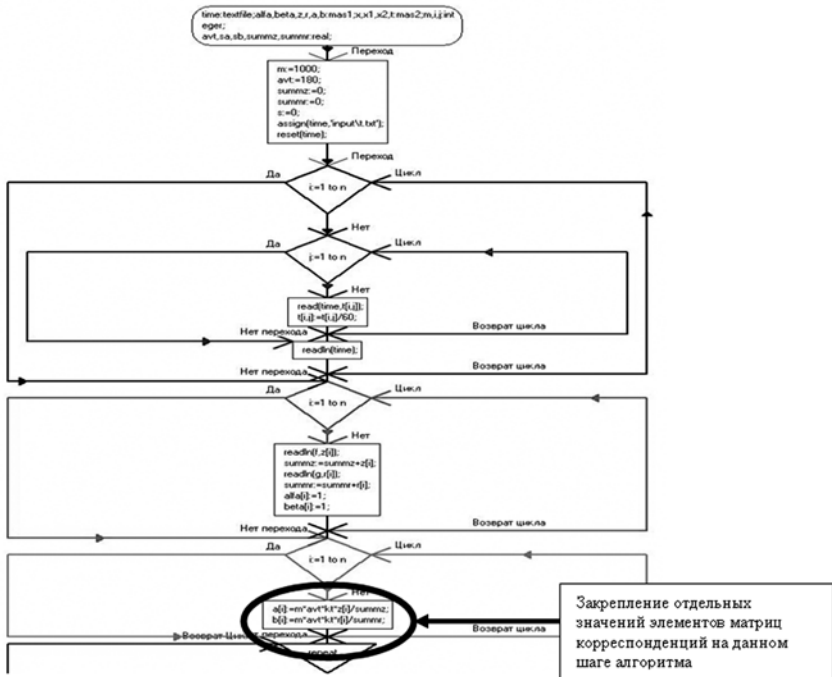 time:textfile;alfa,beta,z,r,a,b:mas1;x,x1,x2,t:mas2;m,i,j:int
eger;
avt,sa,sb,summz,summr:real;
Переход
m:=1000;
avt:=180;
summz:=0;
summr:=0;
s:=0;
assign(time,'input\t.txt');
reset(time);
Переход
Да
i:=1 to n
Цикл
Нет
Да
j:=1 to n
Цикл
Нет
read(time,t[i,j]);
t[i,j]:=t[i,j]/60;
Нет перехода
Возврат цикла
readln(time);
Нет перехода
Возврат цикла
Да
i:=1 to n
Цикл
Нет
readln(f,z[i]);
summz:=summz+z[i];
readln(g,r[i]);
summr:=summr+r[i];
alfa[i]:=1;
beta[i]:=1;
Нет перехода
Возврат цикла
Да
i:=1 to n
Цикл
Нет
a[i]:=m*avt*kt*z[i]/summz;
b[i]:=m*avt*kt*r[i]/summr;
Возврат перехода
Возврат цикла
repeat
Закрепление отдельных
значений элементов матриц
корреспонденций на данном
шаге алгоритма